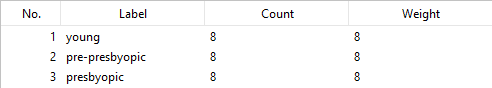 No. Label Count Weight
1 young 8 8
2 pre-presbyopic 8 8
3 presbyopic 8 8